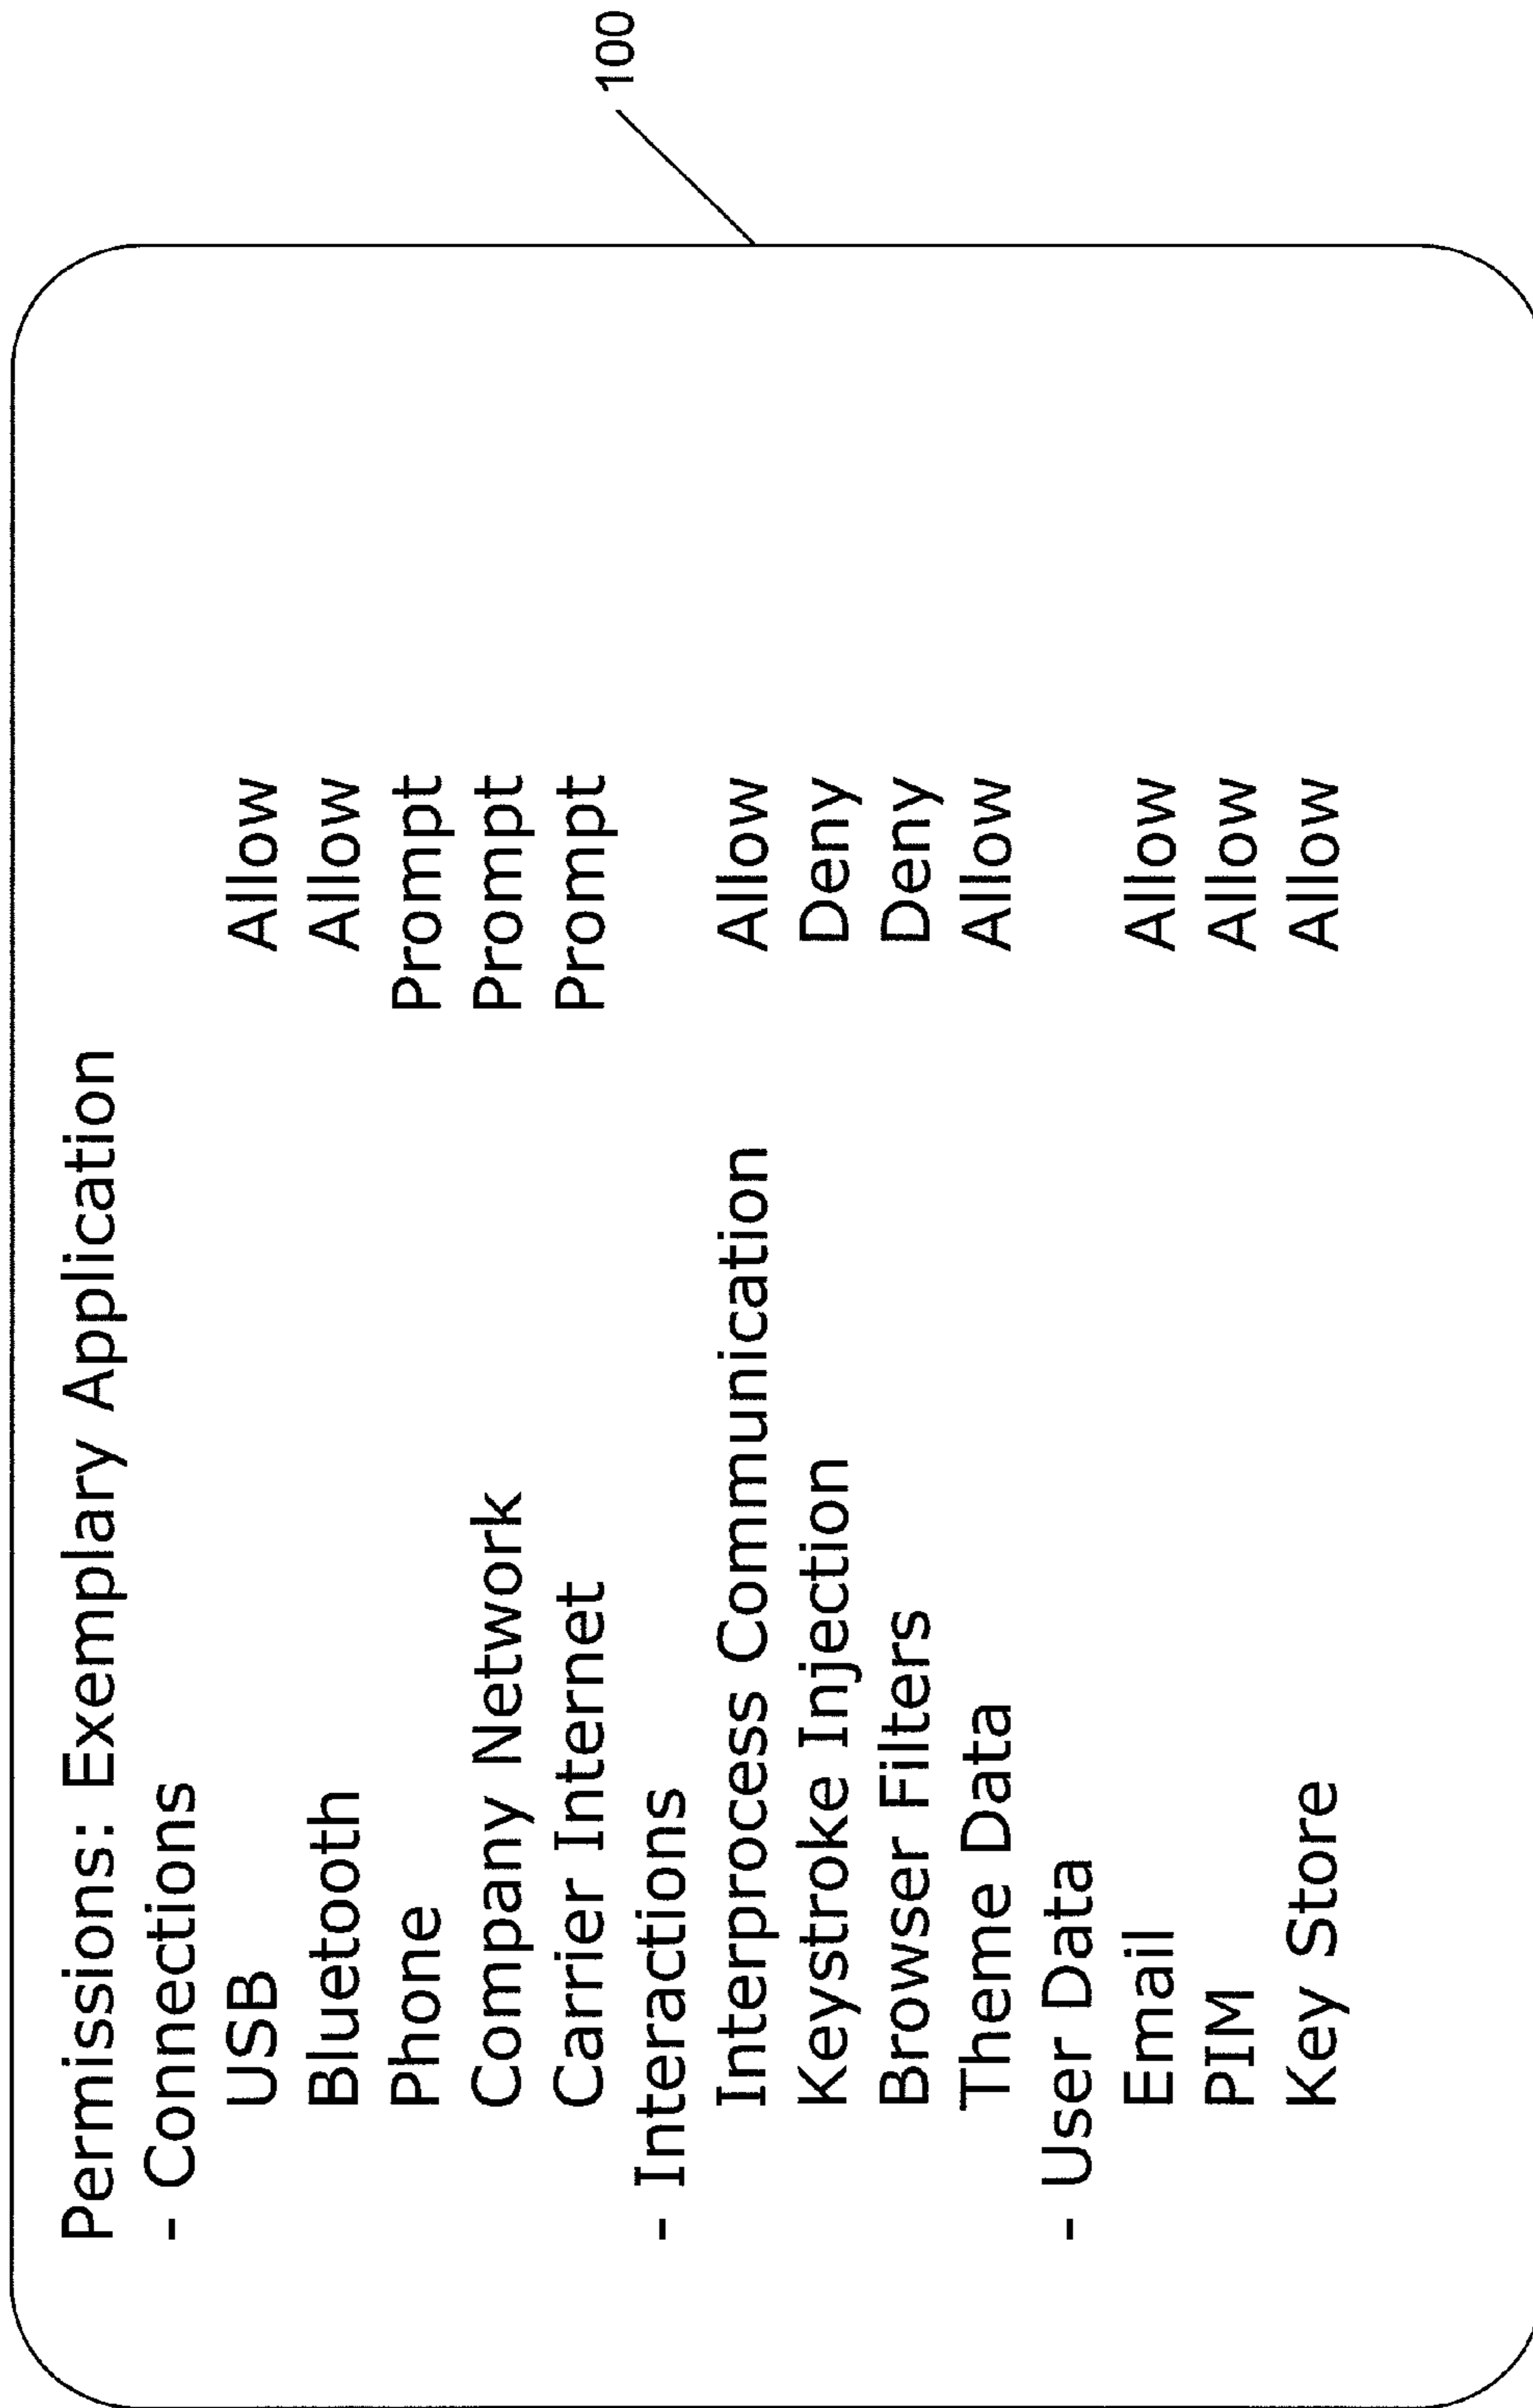 Permissions: Exemplary Application
- Connections
USB Allow
Bluetooth Allow
Phone Prompt
Company Network Prompt
Carrier Internet Prompt
- Interactions
Interprocess Communication Allow
Keystroke Injection Deny
Browser Filters Deny
Theme Data Allow
- User Data
Email Allow
PIM Allow
Key Store Allow
100